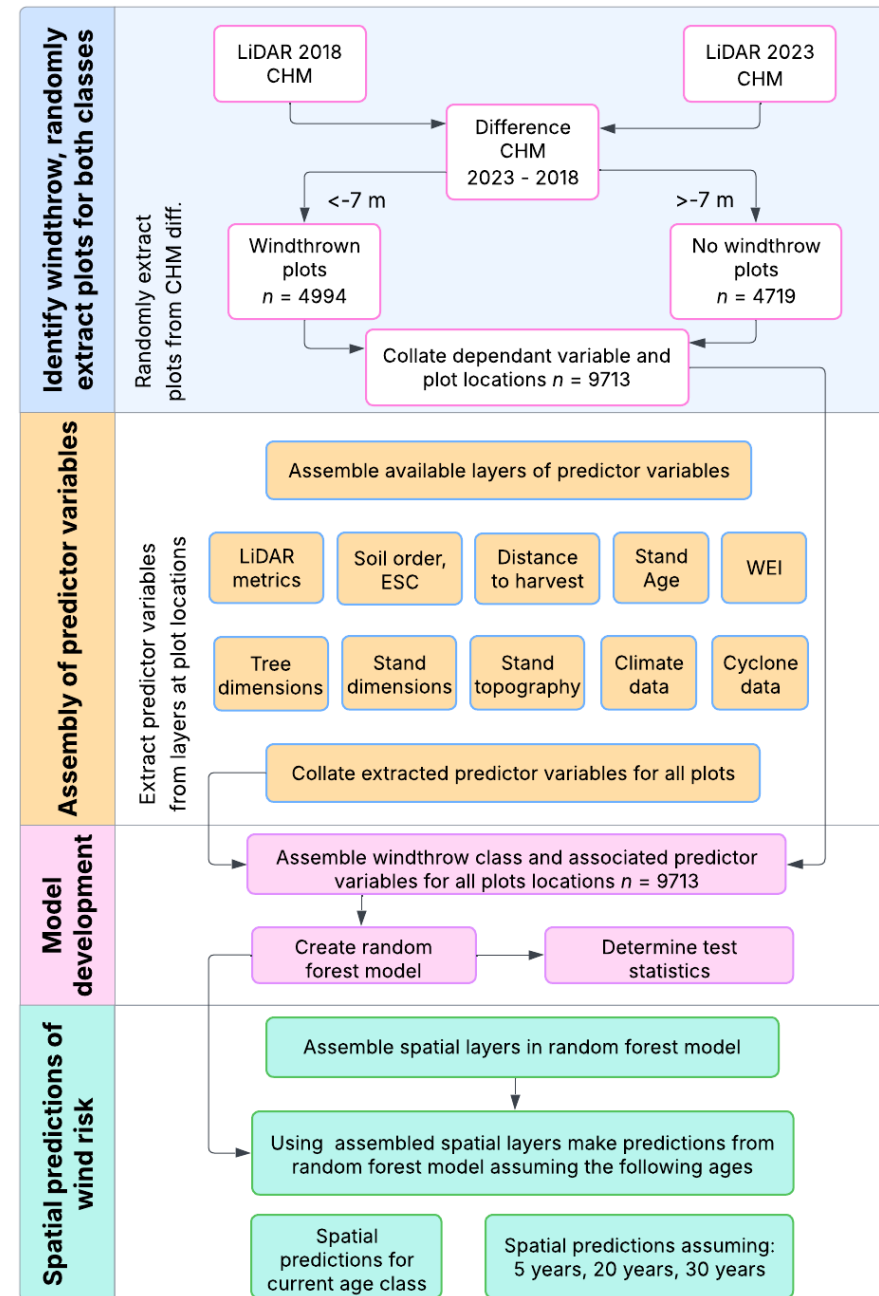 Identify windthrow, randomly
extract plots for both classes
Randomly extract
plots from CHM diff.
LiDAR 2018
CHM
LiDAR 2023
CHM
Difference
CHM
2023 - 2018
<-7 m
>-7 m
Windthrown
plots
n = 4994
No windthrow
plots
n = 4719
Collate dependant variable and
plot locations n = 9713
Assembly of predictor variables
Extract predictor variables
from layers at plot locations
Assemble available layers of predictor variables
LiDAR
metrics
Soil order,
ESC
Distance
to harvest
Stand
Age
WEI
Tree
dimensions
Stand
dimensions
Stand
topography
Climate
data
Cyclone
data
Collate extracted predictor variables for all plots
Model
development
Assemble windthrow class and associated predictor
variables for all plots locations n = 9713
Create random
forest model
Determine test
statistics
Spatial predictions of
wind risk
Assemble spatial layers in random forest model
Using assembled spatial layers make predictions from
random forest model assuming the following ages
Spatial
predictions for
current age class
Spatial predictions assuming:
5 years, 20 years, 30 years